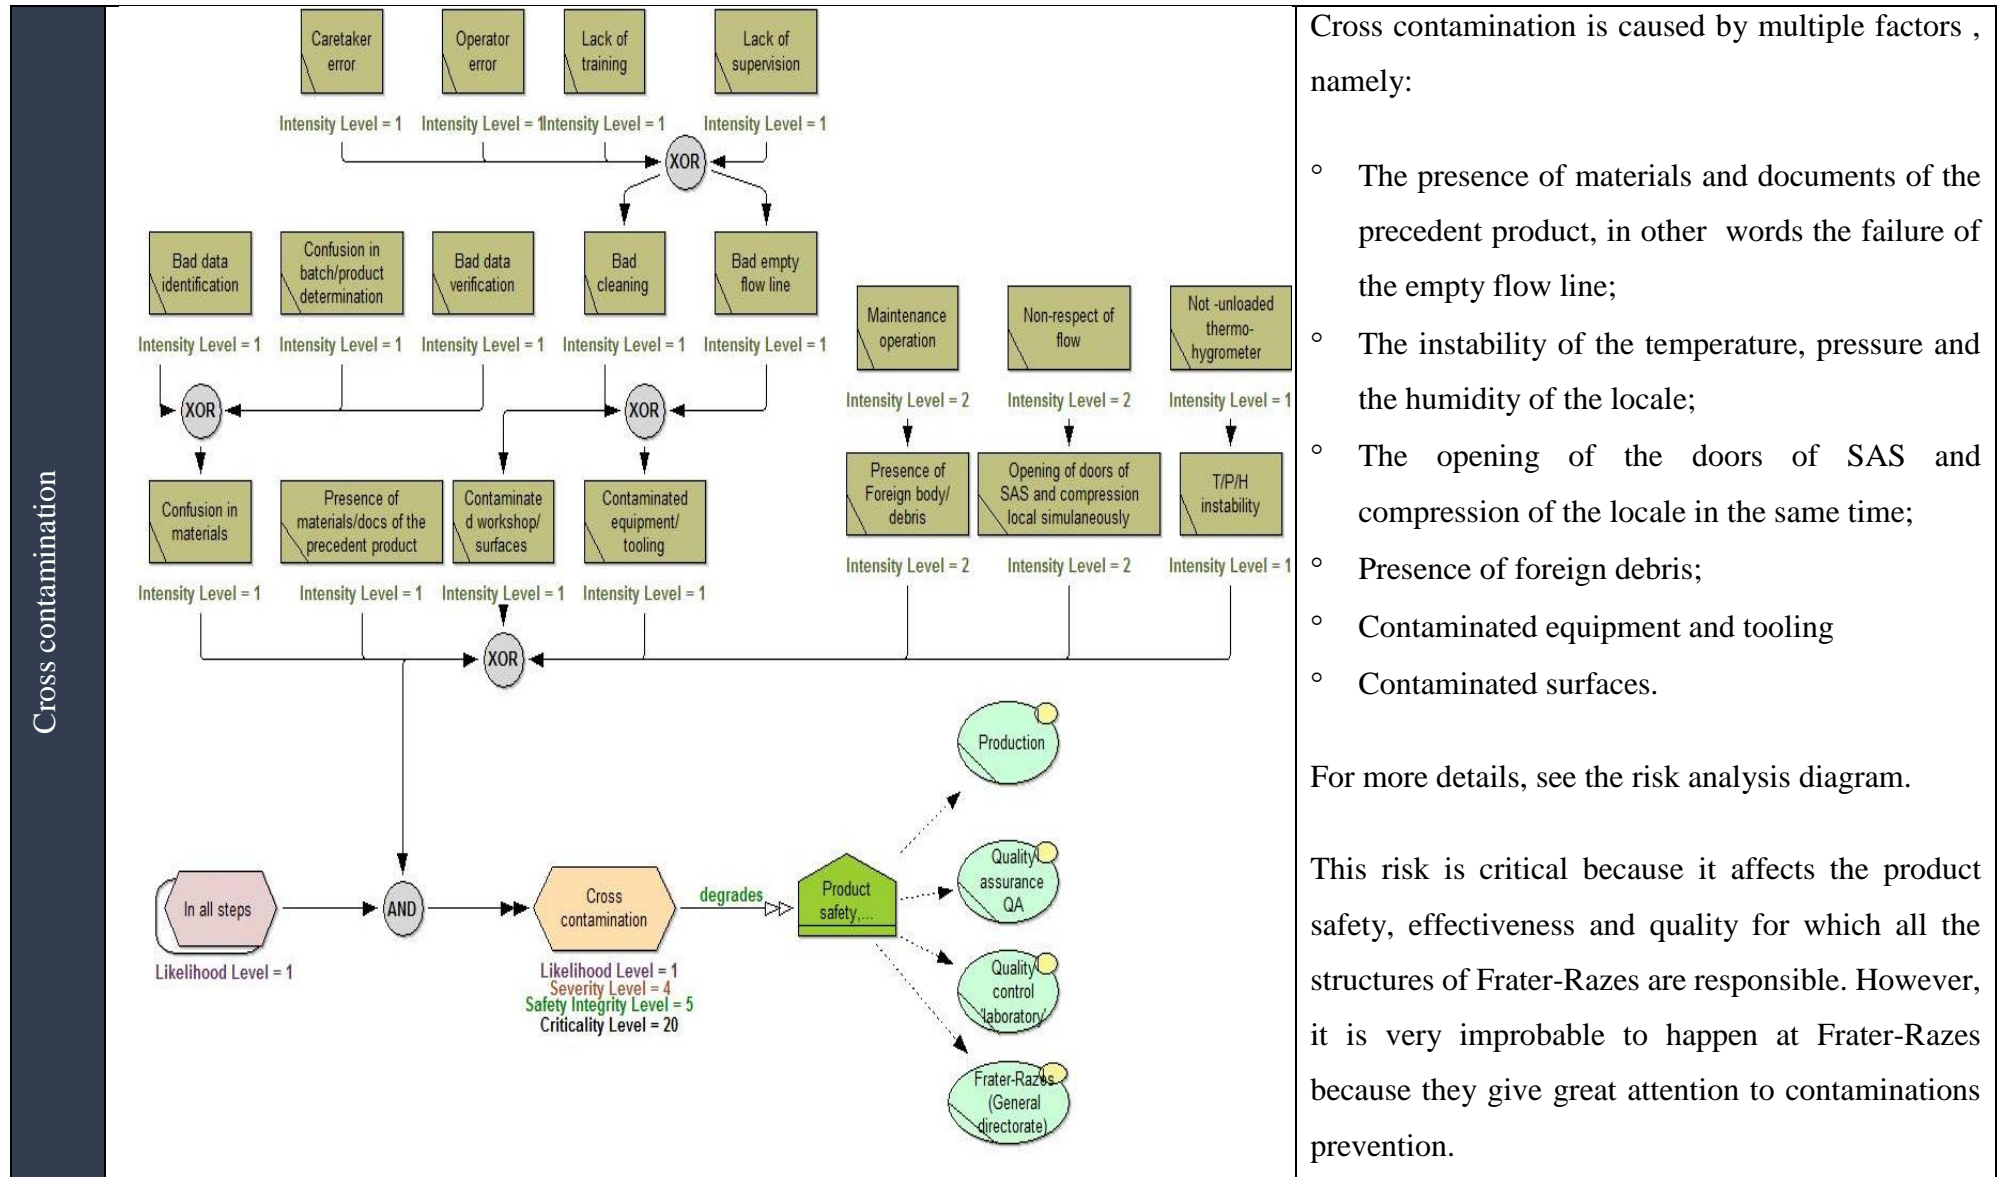 Cross contamination
Caretaker
error
Operator
error
Lack of
training
Lack of
supervision
Intensity Level = 1
Intensity Level = 1
Intensity Level = 1
Intensity Level = 1
XOR
Bad data
identification
Confusion in
batch/product
determination
Bad data
verification
Bad
cleaning
Bad empty
flow line
Intensity Level = 1
Intensity Level = 1
Intensity Level = 1
Intensity Level = 1
Intensity Level = 1
Maintenance
operation
Non-respect of
flow
Not -unloaded
thermo-
hygrometer
Intensity Level = 2
Intensity Level = 2
Intensity Level = 1
XOR
XOR
Confusion in
materials
Presence of
materials/docs of the
precedent product
Contaminate
d workshop/
surfaces
Contaminated
equipment/
tooling
Presence of
Foreign body/
debris
Opening of doors of
SAS and compression
local simulaneously
T/P/H
instability
Intensity Level = 1
Intensity Level = 1
Intensity Level = 1
Intensity Level = 1
Intensity Level = 2
Intensity Level = 2
Intensity Level = 1
XOR
In all steps
Likelihood Level = 1
AND
Cross
contamination
Likelihood Level = 1
Severity Level = 4
Safety Integrity Level = 5
Criticality Level = 20
degrades
Product
safety,...
Production
Quality
assurance
QA
Quality
control
'laboratory'
Frater-Razes
(General
directorate)
Cross contamination is caused by multiple factors ,
namely:
° The presence of materials and documents of the
precedent product, in other words the failure of
the empty flow line;
° The instability of the temperature, pressure and
the humidity of the locale;
° The opening of the doors of SAS and
compression of the locale in the same time;
° Presence of foreign debris;
° Contaminated equipment and tooling
° Contaminated surfaces.
For more details, see the risk analysis diagram.
This risk is critical because it affects the product
safety, effectiveness and quality for which all the
structures of Frater-Razes are responsible. However,
it is very improbable to happen at Frater-Razes
because they give great attention to contaminations
prevention.